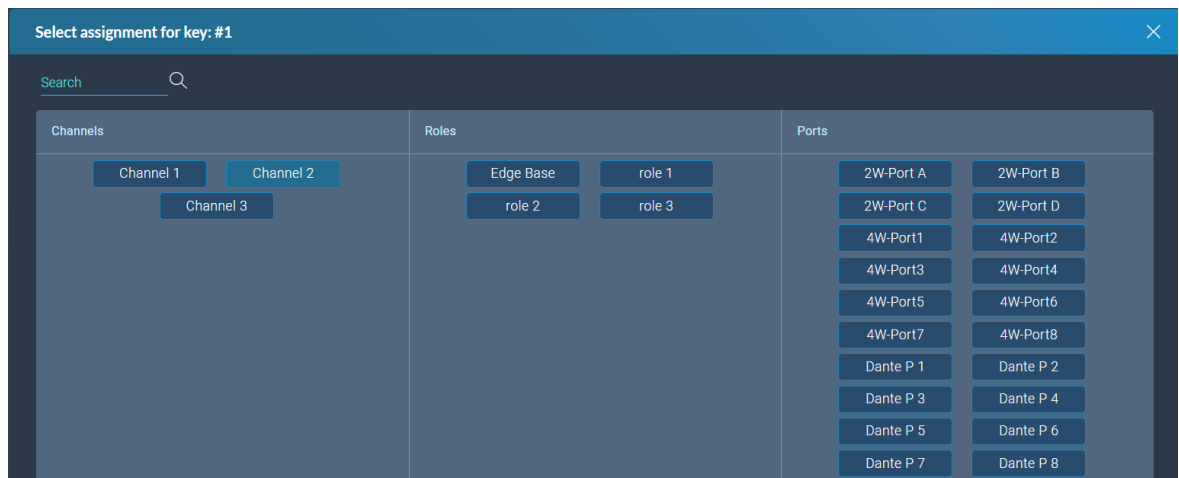 Select assignment for key: #1
Search
Channels
Roles
Ports
Channel 1
Channel 2
Channel 3
Edge Base
role 1
role 2
role 3
2W-Port A
2W-Port B
2W-Port C
2W-Port D
4W-Port1
4W-Port2
4W-Port3
4W-Port4
4W-Port5
4W-Port6
4W-Port7
4W-Port8
Dante P 1
Dante P 2
Dante P 3
Dante P 4
Dante P 5
Dante P 6
Dante P 7
Dante P 8